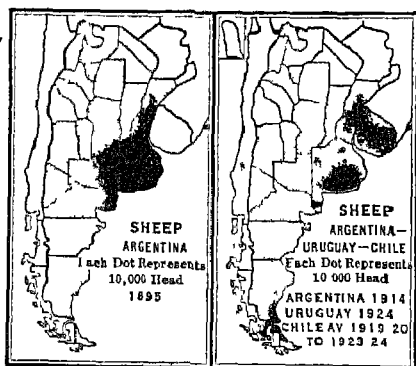 SHEEP
ARGENTINA
Each Dot Represents
10,000 Head
1895
SHEEP
ARGENTINA—
URUGUAY—CHILE
Each Dot Represents
10 000 Head
ARGENTINA 1914
URUGUAY 1924
CHILE AV 1919 20
TO 1923 24